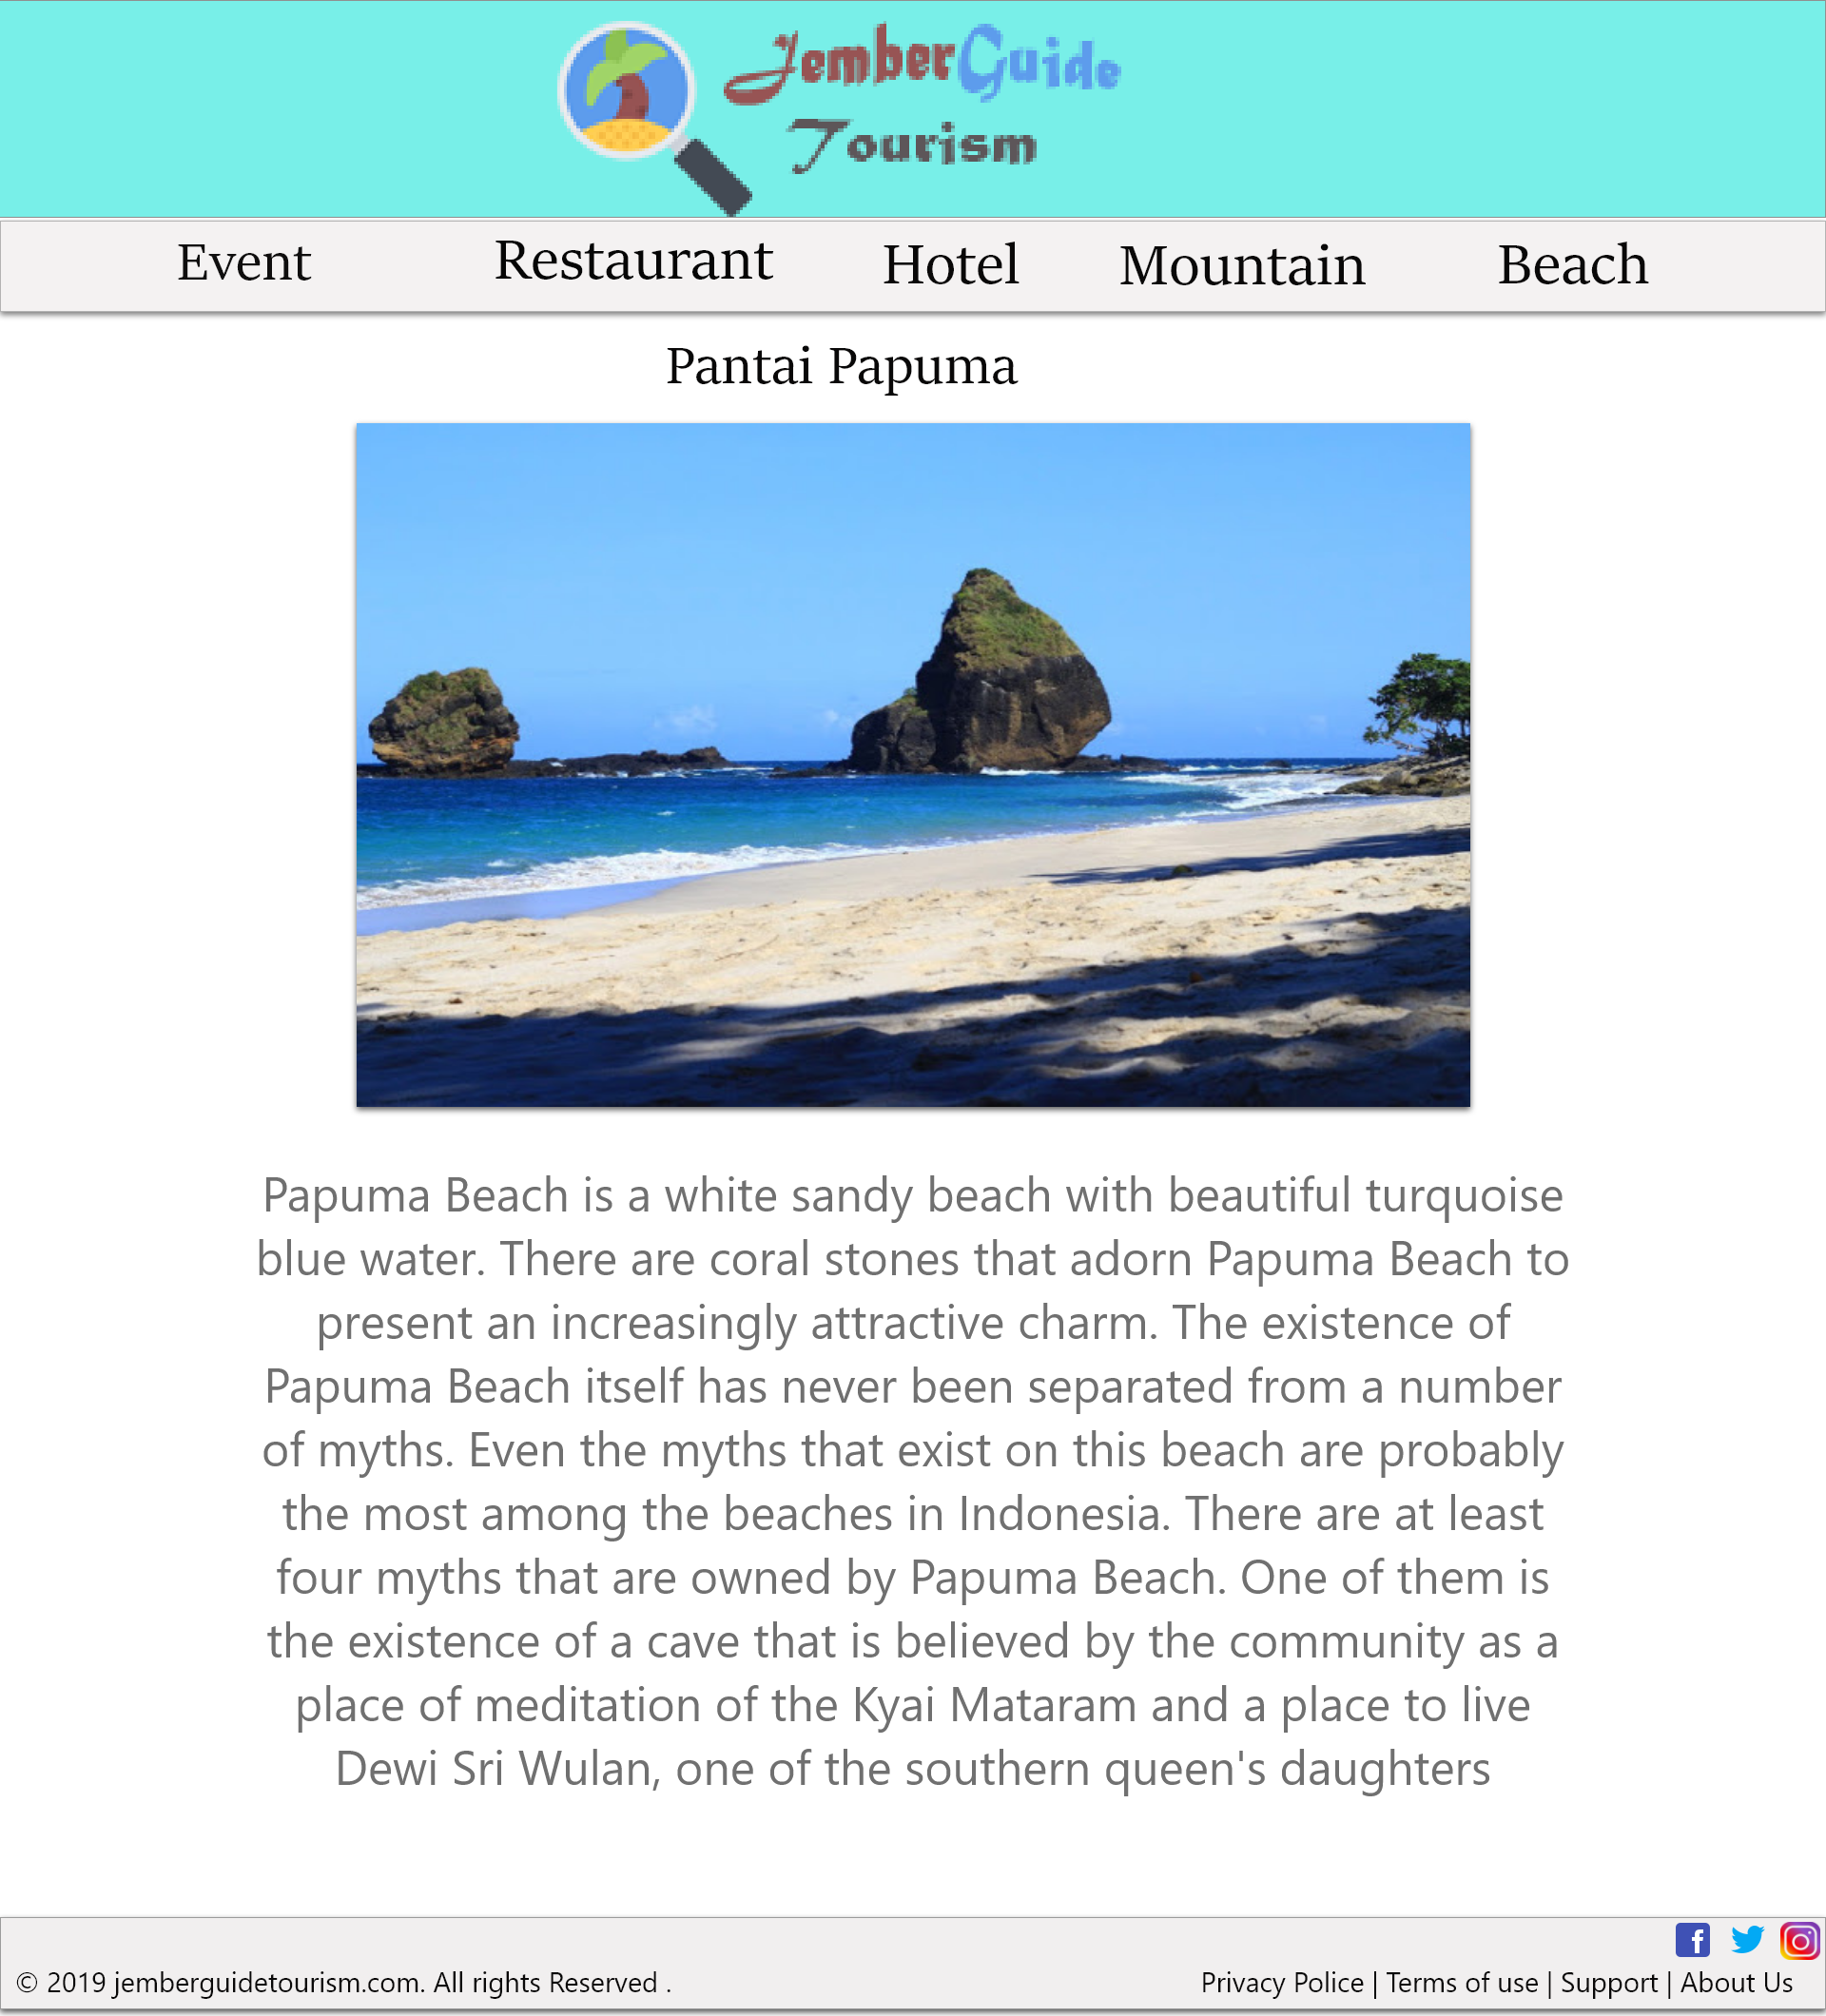 JemberGuide
Tourism
Event Restaurant Hotel Mountain Beach
Pantai Papuma
Papuma Beach is a white sandy beach with beautiful turquoise
blue water. There are coral stones that adorn Papuma Beach to
present an increasingly attractive charm. The existence of
Papuma Beach itself has never been separated from a number
of myths. Even the myths that exist on this beach are probably
the most among the beaches in Indonesia. There are at least
four myths that are owned by Papuma Beach. One of them is
the existence of a cave that is believed by the community as a
place of meditation of the Kyai Mataram and a place to live
Dewi Sri Wulan, one of the southern queen's daughters
© 2019 jemberguidetourism.com. All rights Reserved .
Privacy Police | Terms of use | Support | About Us